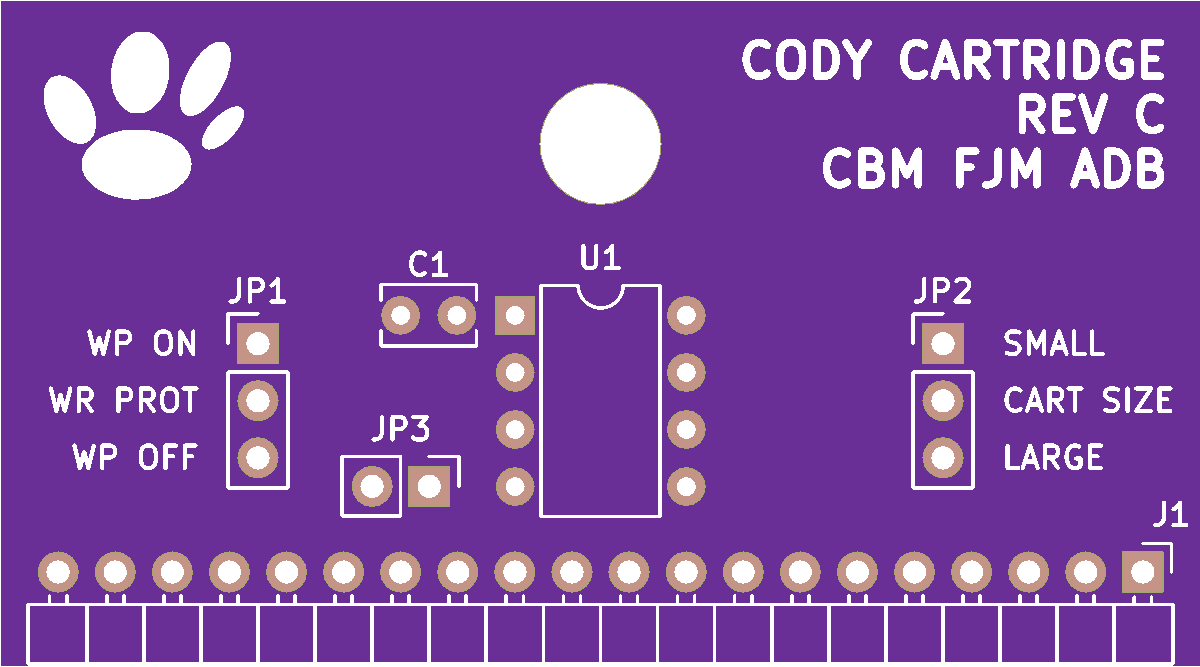 CODY CARTRIDGE
REV C
CBM FJM ADB
U1
C1
JP1
JP2
WP ON
SMALL
WR PROT
CART SIZE
JP3
WP OFF
LARGE
J1